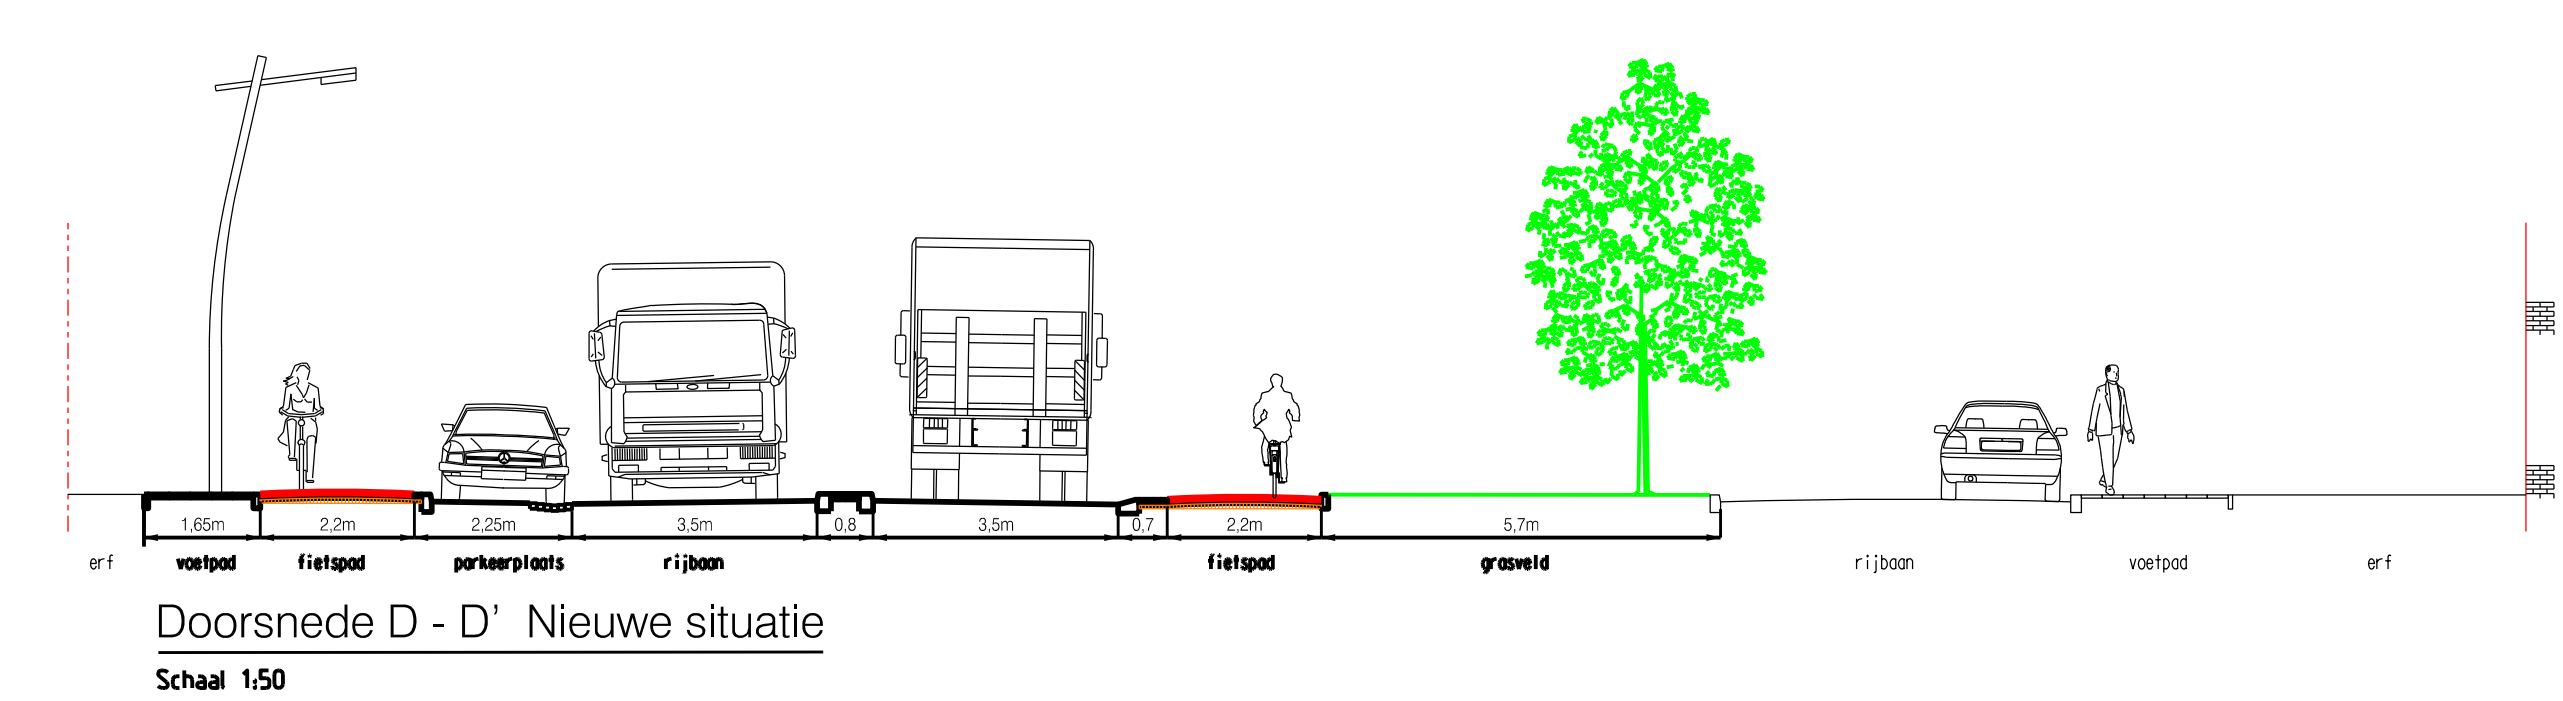 1,65m 2,2m 2,25m 3,5m 0,8 3,5m 0,7 2,2m 5,7m
erf voetpad fietspad parkeerplaats rijbaan fietspad grasveld rijbaan voetpad erf
Doorsnede D - D’ Nieuwe situatie
Schaal 1:50